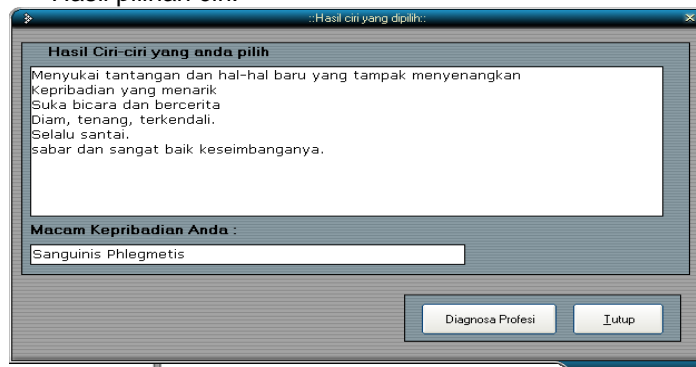 Hasil pilihan ciri.
::Hasil ciri yang dipilih::
Hasil Ciri-ciri yang anda pilih
Menyukai tantangan dan hal-hal baru yang tampak menyenangkan
Kepribadian yang menarik
Suka bicara dan bercerita
Diam, tenang, terkendali.
Selalu santai.
sabar dan sangat baik keseimbanganya.
Macam Kepribadian Anda :
Sanguinis Phlegmetis
Diagnosa Profesi
Tutup